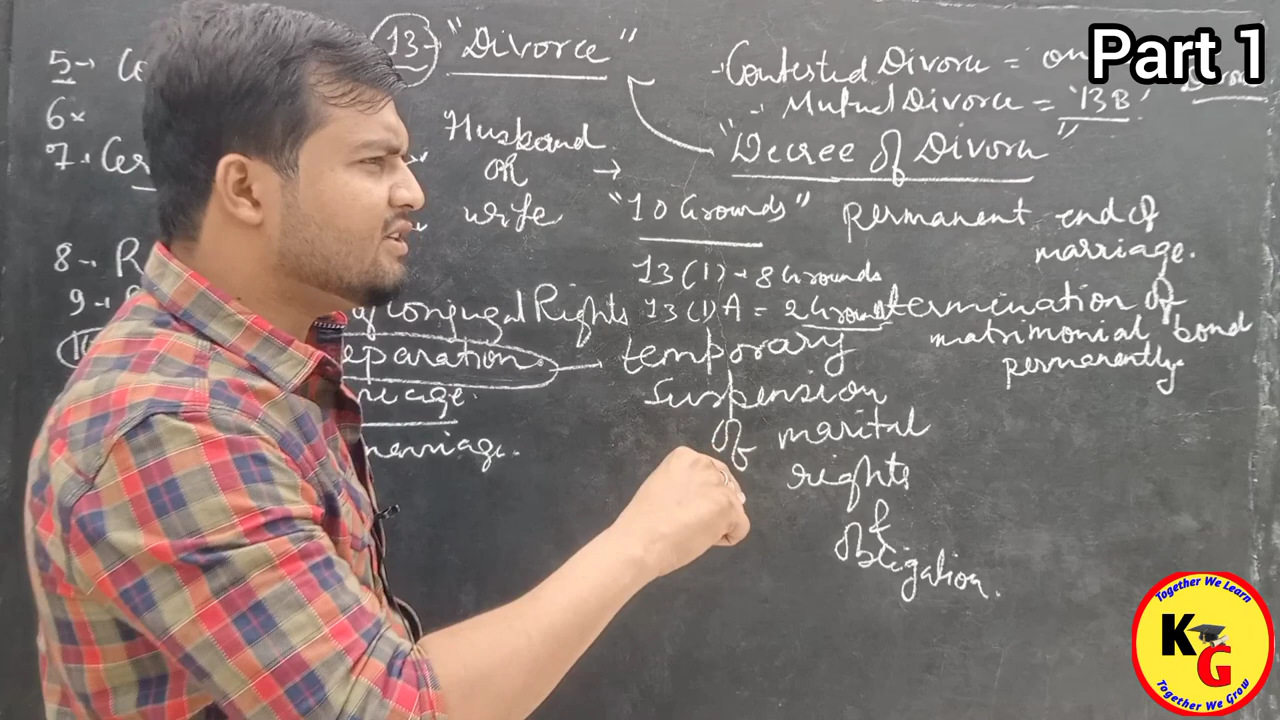 Part 1
5→
6×
7.
8→
9→
13→ "Divorce"
Husband
OR
wife
→
of Conjugal Rights
eparation.
riage.
marriage.
Contested Divorce =
Mutual Divorce = '13B'
"Decree of Divorce"
"10 Grounds"
13(1) → 8 Grounds
13(1)A = 2 Grounds
temporary
suspension
of marital
rights
&
obligation.
permanent end of
marriage.
termination of
matrimonial bond
permanently.
Together We Learn
KG
Together We Grow